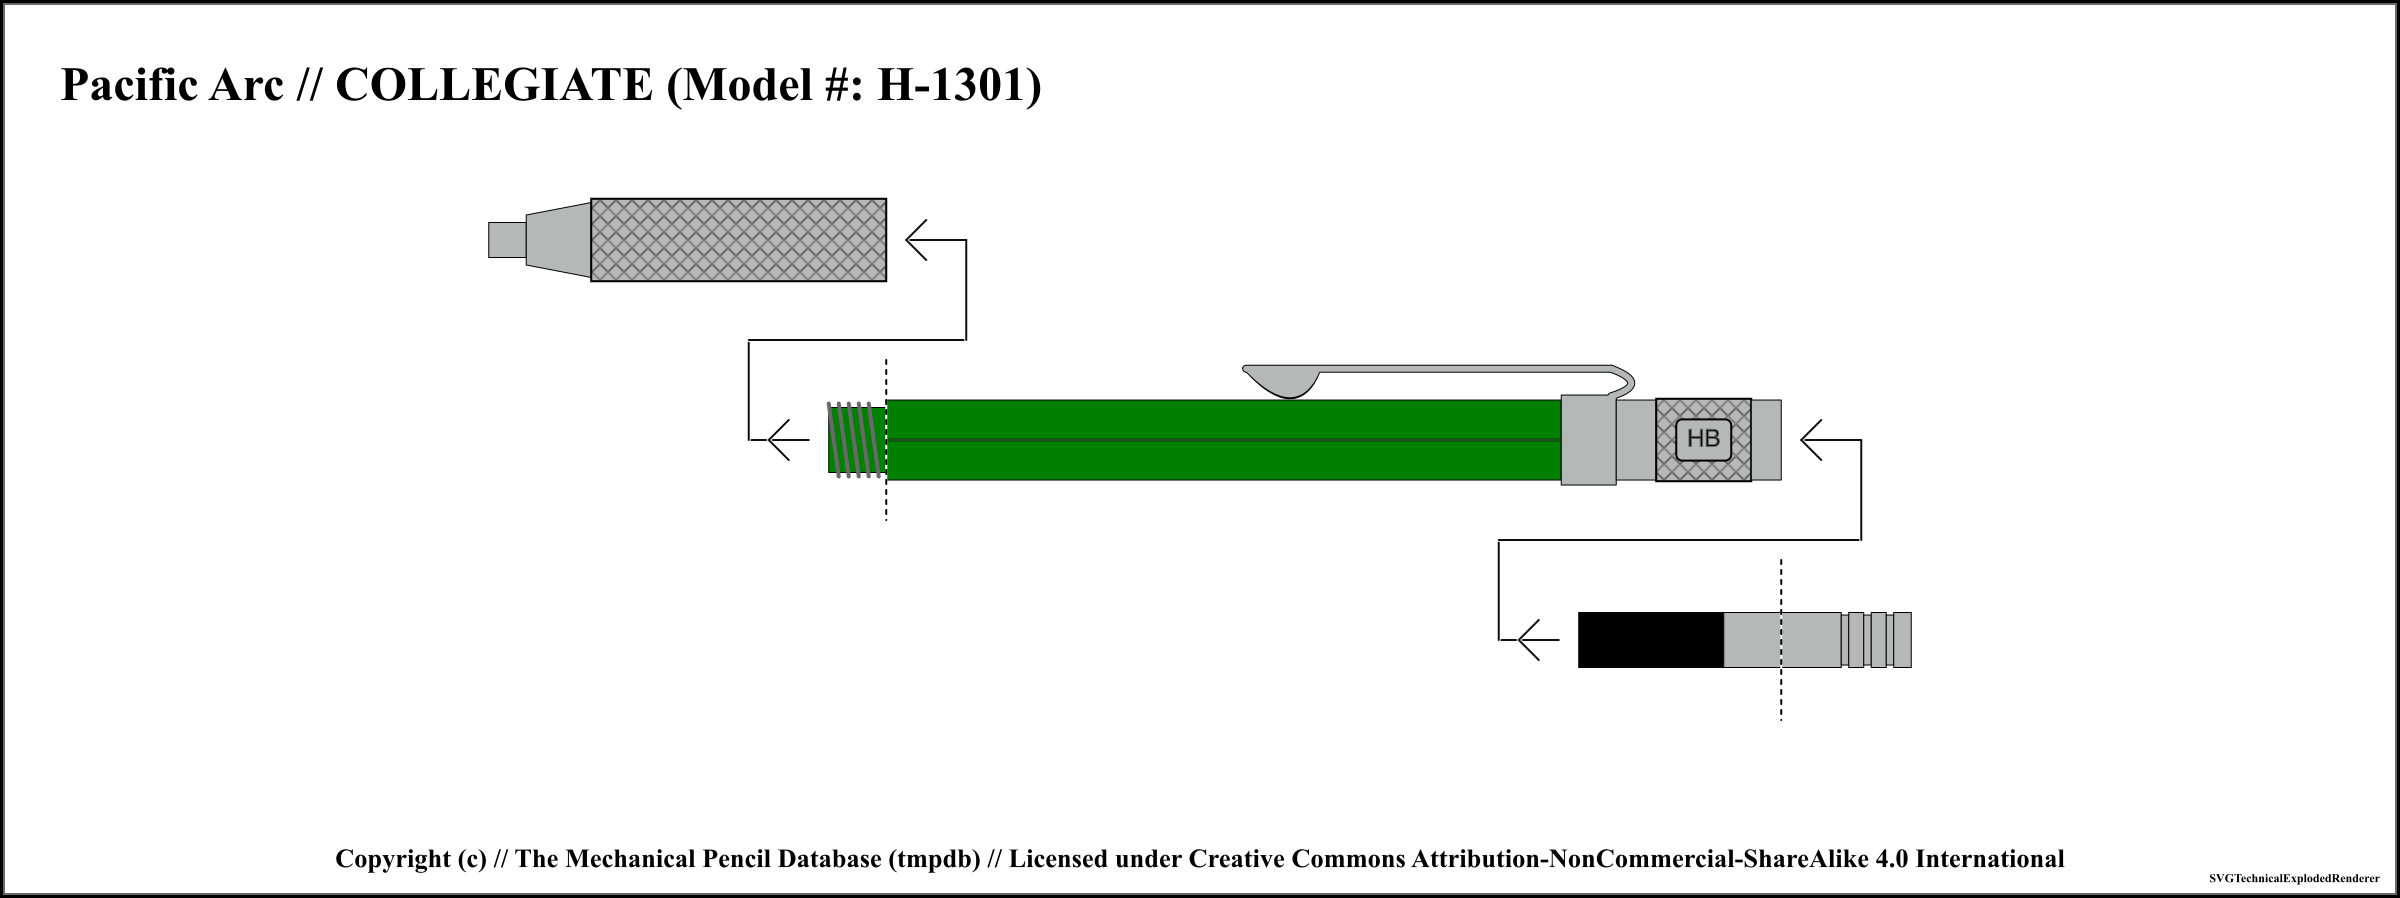 Pacific Arc // COLLEGIATE (Model #: H-1301)
HB
Copyright (c) // The Mechanical Pencil Database (tmpdb) // Licensed under Creative Commons Attribution-NonCommercial-ShareAlike 4.0 International
SVGTechnicalExplodedRenderer